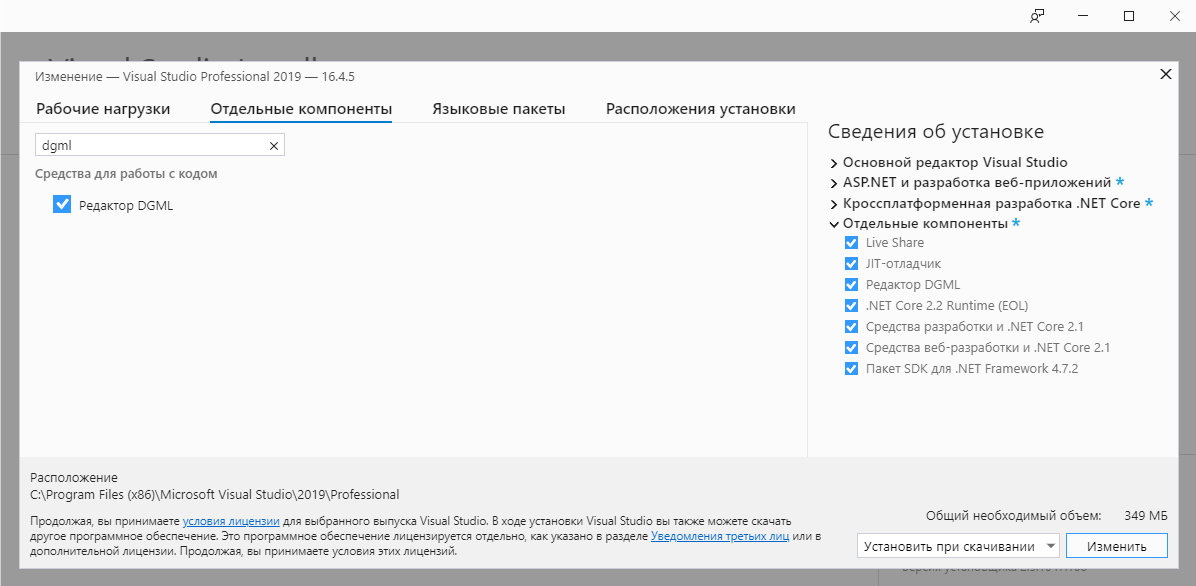 Изменение — Visual Studio Professional 2019 — 16.4.5
Рабочие нагрузки
Отдельные компоненты
Языковые пакеты
Расположения установки
dgml
Средства для работы с кодом
Редактор DGML
Сведения об установке
Основной редактор Visual Studio
ASP.NET и разработка веб-приложений *
Кроссплатформенная разработка .NET Core *
Отдельные компоненты *
Live Share
JIT-отладчик
Редактор DGML
.NET Core 2.2 Runtime (EOL)
Средства разработки и .NET Core 2.1
Средства веб-разработки и .NET Core 2.1
Пакет SDK для .NET Framework 4.7.2
Расположение
C:\Program Files (x86)\Microsoft Visual Studio\2019\Professional
Продолжая, вы принимаете условия лицензии для выбранного выпуска Visual Studio. В ходе установки Visual Studio вы также можете скачать
другое программное обеспечение. Это программное обеспечение лицензируется отдельно, как указано в разделе Уведомления третьих лиц или в
дополнительной лицензии. Продолжая, вы принимаете условия этих лицензий.
Общий необходимый объем: 349 МБ
Установить при скачивании
Изменить